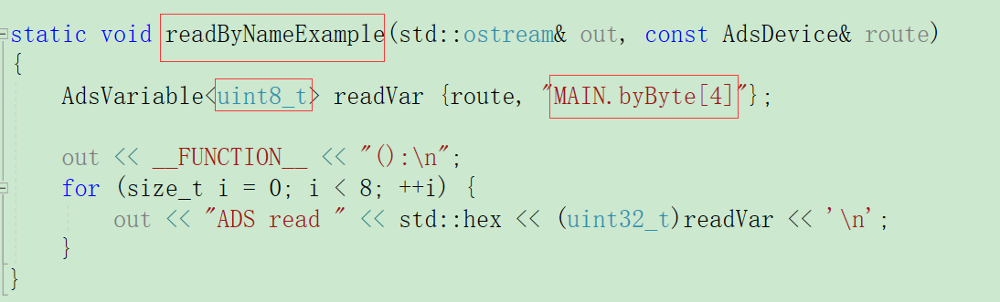 static void readByNameExample(std::ostream& out, const AdsDevice& route)
{
    AdsVariable<uint8_t> readVar {route, "MAIN.byByte[4]"};
    out << __FUNCTION__ << "():\n";
    for (size_t i = 0; i < 8; ++i) {
        out << "ADS read " << std::hex << (uint32_t)readVar << '\n';
    }
}